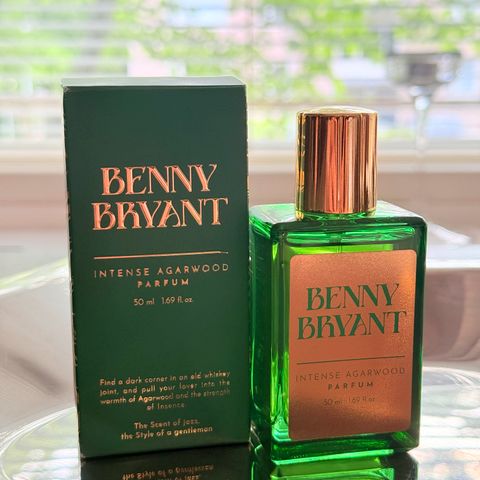 BENNY
BRYANT
INTENSE AGARWOOD
PARFUM
50 ml 1.69 fl. oz.
Find a dark corner in an old whiskey
joint, and pull your lover into the
warmth of Agarwood and the strength
of Incense.
The Scent of Jazz,
the Style of a gentleman
BENNY
BRYANT
INTENSE AGARWOOD
PARFUM
50 ml 1.69 fl. oz.